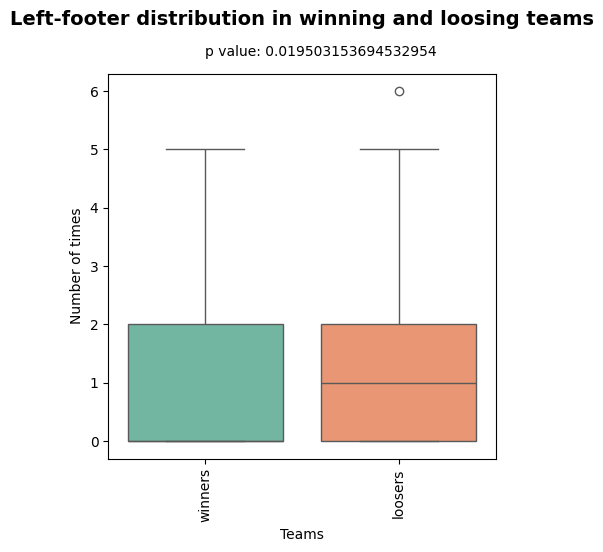 Left-footer distribution in winning and loosing teams
p value: 0.019503153694532954
6
5
4
3
2
1
0
Number of times
winners
loosers
Teams